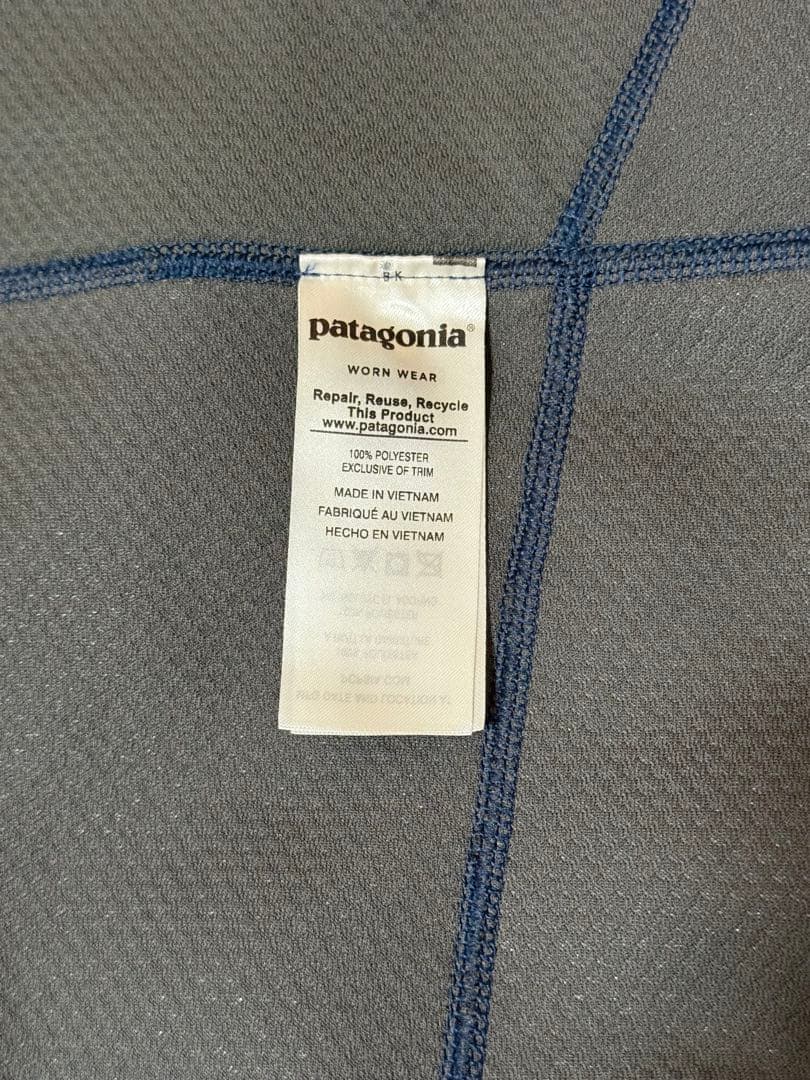 patagonia®
WORN WEAR
Repair, Reuse, Recycle
This Product
www.patagonia.com
100% POLYESTER
EXCLUSIVE OF TRIM
MADE IN VIETNAM
FABRIQUÉ AU VIETNAM
HECHO EN VIETNAM